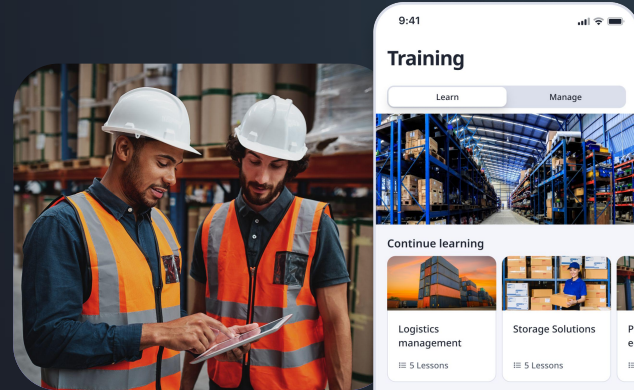 9:41
Training
Learn
Manage
Continue learning
Logistics
management
5 Lessons
Storage Solutions
5 Lessons
P
e